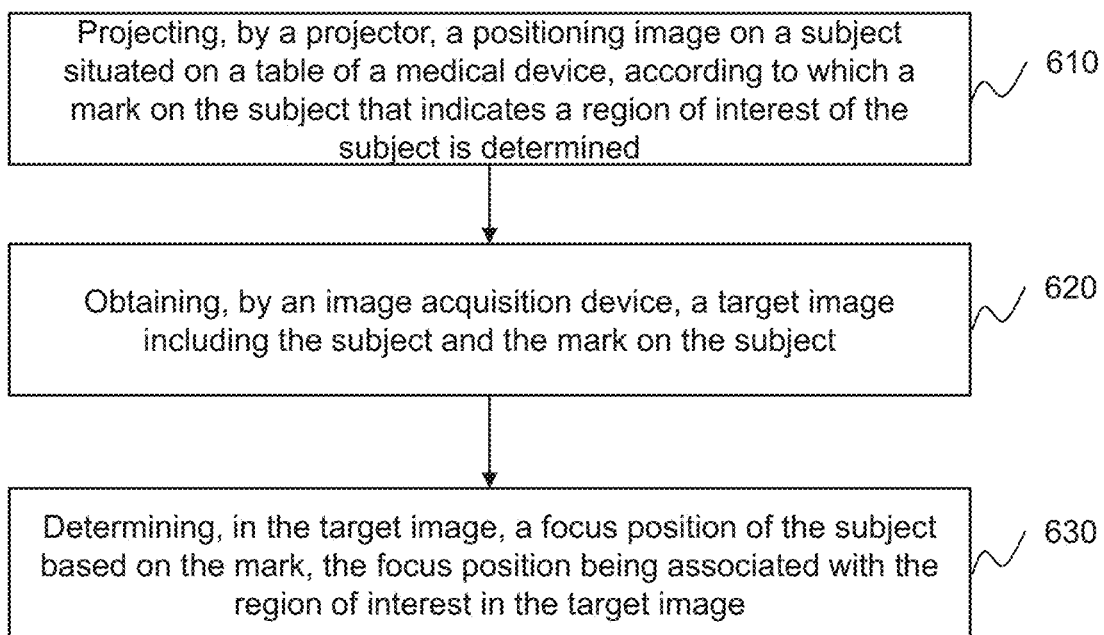 Projecting, by a projector, a positioning image on a subject
situated on a table of a medical device, according to which a
mark on the subject that indicates a region of interest of the
subject is determined
610
Obtaining, by an image acquisition device, a target image
including the subject and the mark on the subject
620
Determining, in the target image, a focus position of the subject
based on the mark, the focus position being associated with the
region of interest in the target image
630